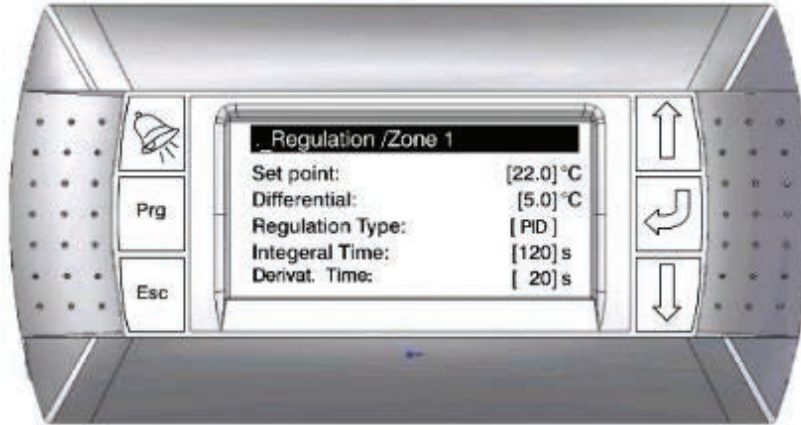 ._Regulation /Zone 1
Set point: [22.0]°C
Differential: [5.0]°C
Regulation Type: [ PID ]
Integeral Time: [120] s
Derivat. Time: [ 20] s
Prg
Esc